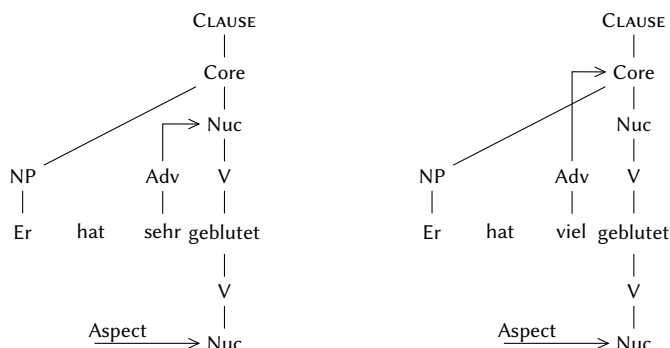 CLAUSE CLAUSE
Core Core
Nuc Nuc
NP Adv V NP Adv V
Er hat sehr geblutet Er hat viel geblutet
V V
Aspect Aspect
Nuc Nuc